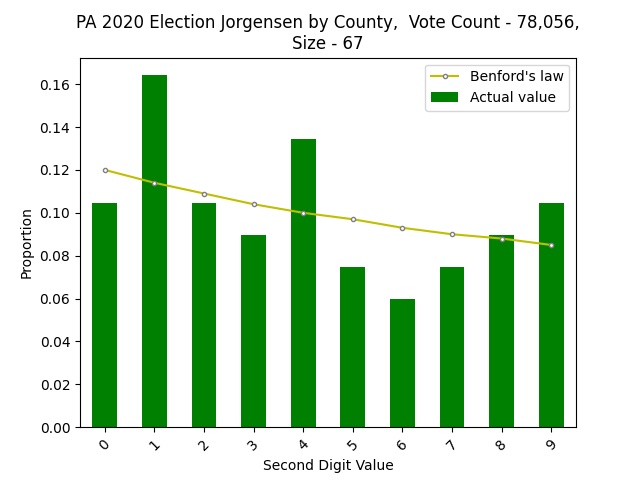 PA 2020 Election Jorgensen by County,  Vote Count - 78,056,
Size - 67
Benford's law
Actual value
0.16
0.14
0.12
0.10
0.08
0.06
0.04
0.02
0.00
Proportion
0 1 2 3 4 5 6 7 8 9
Second Digit Value